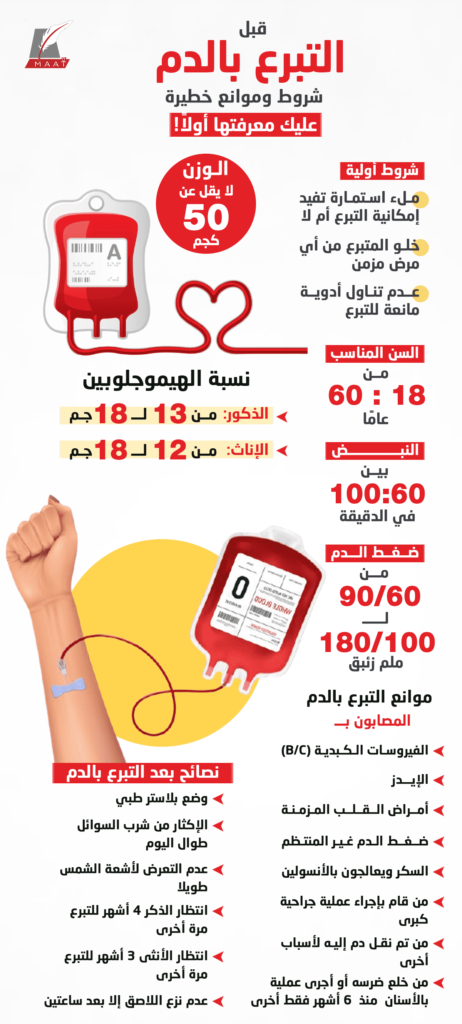 MAAT
قبل
التبرع بالدم
شروط وموانع خطيرة
عليك معرفتها أولًا!
الوزن
لا يقل عن
50
كجم
شروط أولية
ملء استمارة تفيد
إمكانية التبرع أم لا
خلو المتبرع من أي
مرض مزمن
عدم تناول أدوية
مانعة للتبرع
A
السن المناسب
من
18 : 60
عامًا
نسبة الهيموجلوبين
الذكور: من 13 لـ 18جم
الإناث: من 12 لـ 18جم
النبض
بين
100:60
في الدقيقة
ضغط الدم
من
90/60
لـ
180/100
ملم زئبق
O
WHOLE BLOOD
موانع التبرع بالدم
المصابون بـ
الفيروسات الكبدية (B/C)
الإيدز
أمراض القلب المزمنة
ضغط الدم غير المنتظم
السكر ويعالجون بالأنسولين
من قام بإجراء عملية جراحية
كبرى
من تم نقل دم إليه لأسباب
أخرى
من خلع ضرسه أو أجرى عملية
بالأسنان منذ 6 أشهر فقط أخرى
نصائح بعد التبرع بالدم
وضع بلاستر طبي
الإكثار من شرب السوائل
طوال اليوم
عدم التعرض لأشعة الشمس
طويلا
انتظار الذكر 4 أشهر للتبرع
مرة أخرى
انتظار الأنثى 3 أشهر للتبرع
مرة أخرى
عدم نزع اللاصق إلا بعد ساعتين